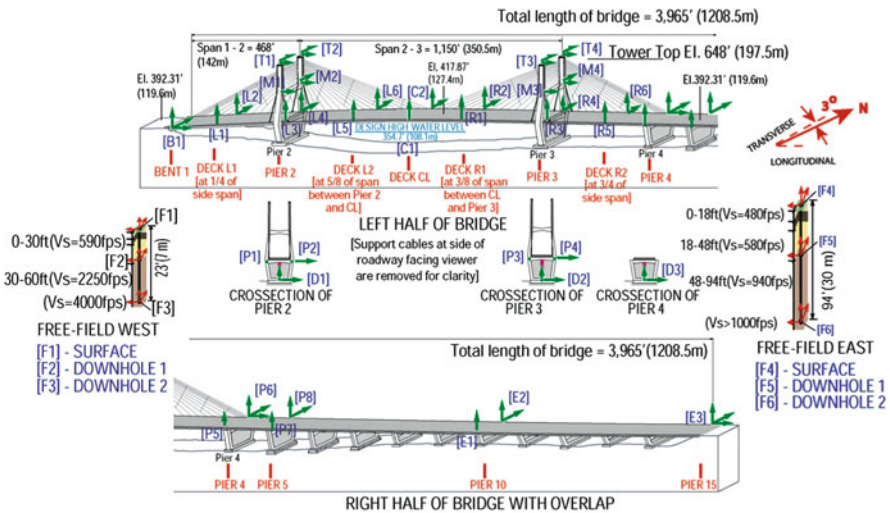 Total length of bridge = 3,965' (1208.5m)
Span 1 - 2 = 468'
(142m)
Span 2 - 3 = 1,150' (350.5m)
Tower Top El. 648' (197.5m)
[T1]
[T2]
[T3]
[T4]
El. 392.31'
(119.6m)
El, 417.87'
(127.4m)
El.392.31' (119.6m)
[M1]
[M2]
[M3]
[M4]
[L2]
[L6]
[C2]
[R2]
[R6]
[B1]
[L1]
[L3]
[L4]
[L5]
[C1]
[R1]
[R3]
[R4]
[R5]
DESIGN HIGH WATER LEVEL
354.7' (108.1m)
Pier 2
Pier 3
Pier 4
BENT 1
DECK L1
[at 1/4 of
side span]
PIER 2
DECK L2
[at 5/8 of span
between Pier 2
and CL]
DECK CL
DECK R1
[at 3/8 of span
between CL
and Pier 3]
PIER 3
DECK R2
[at 3/4 of
side span]
PIER 4
TRANSVERSE
3°
N
LONGITUDINAL
LEFT HALF OF BRIDGE
[Support cables at side of
roadway facing viewer
are removed for clarity]
[P1]
[P2]
[D1]
CROSSECTION OF
PIER 2
[P3]
[P4]
[D2]
CROSSECTION OF
PIER 3
[D3]
CROSSECTION OF
PIER 4
[F1]
0-30ft(Vs=590fps)
[F2]
30-60ft(Vs=2250fps)
(Vs=4000fps)
[F3]
23'(7 m)
FREE-FIELD WEST
[F1] - SURFACE
[F2] - DOWNHOLE 1
[F3] - DOWNHOLE 2
[F4]
0-18ft(Vs=480fps)
18-48ft(Vs=580fps)
[F5]
48-94ft(Vs=940fps)
(Vs>1000fps)
[F6]
94'(30 m)
FREE-FIELD EAST
[F4] - SURFACE
[F5] - DOWNHOLE 1
[F6] - DOWNHOLE 2
Total length of bridge = 3,965'(1208.5m)
[P6]
[P8]
[E2]
[E3]
[P5]
[P7]
[E1]
Pier 4
PIER 4
PIER 5
PIER 10
PIER 15
RIGHT HALF OF BRIDGE WITH OVERLAP